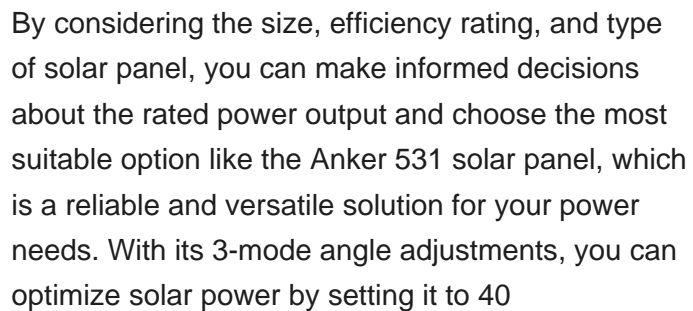 By considering the size, efficiency rating, and type
of solar panel, you can make informed decisions
about the rated power output and choose the most
suitable option like the Anker 531 solar panel, which
is a reliable and versatile solution for your power
needs. With its 3-mode angle adjustments, you can
optimize solar power by setting it to 40